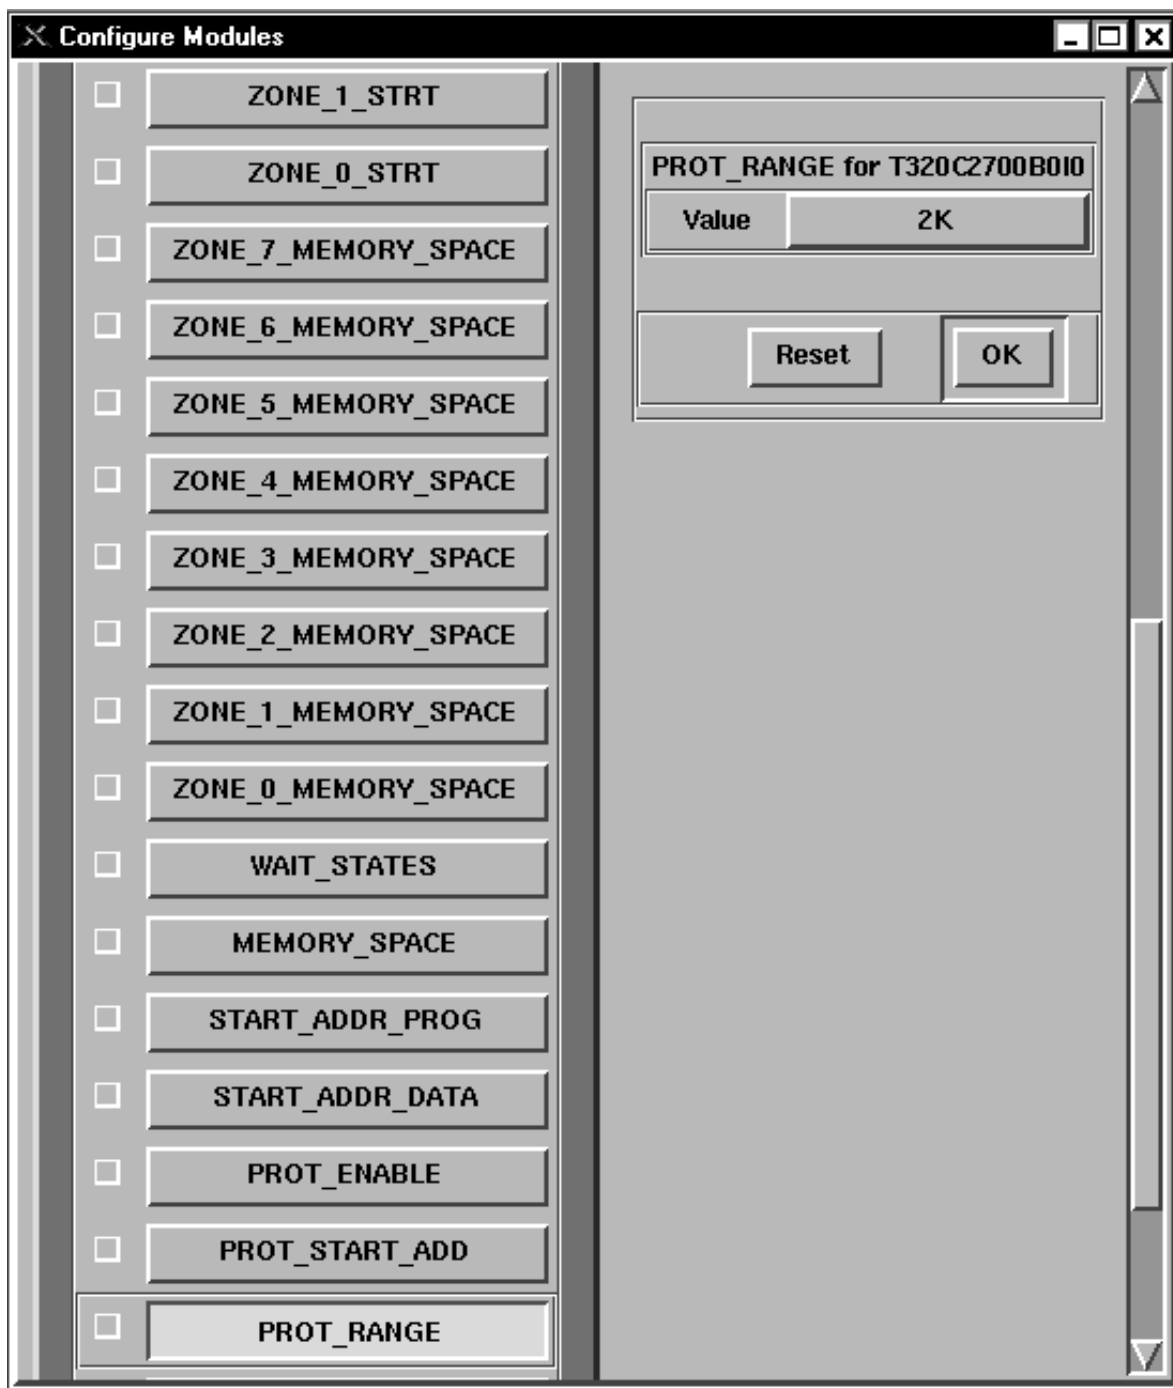 Configure Modules
ZONE_1_STRT
ZONE_0_STRT
ZONE_7_MEMORY_SPACE
ZONE_6_MEMORY_SPACE
ZONE_5_MEMORY_SPACE
ZONE_4_MEMORY_SPACE
ZONE_3_MEMORY_SPACE
ZONE_2_MEMORY_SPACE
ZONE_1_MEMORY_SPACE
ZONE_0_MEMORY_SPACE
WAIT_STATES
MEMORY_SPACE
START_ADDR_PROG
START_ADDR_DATA
PROT_ENABLE
PROT_START_ADD
PROT_RANGE
PROT_RANGE for T320C2700B0I0
Value 2K
Reset OK